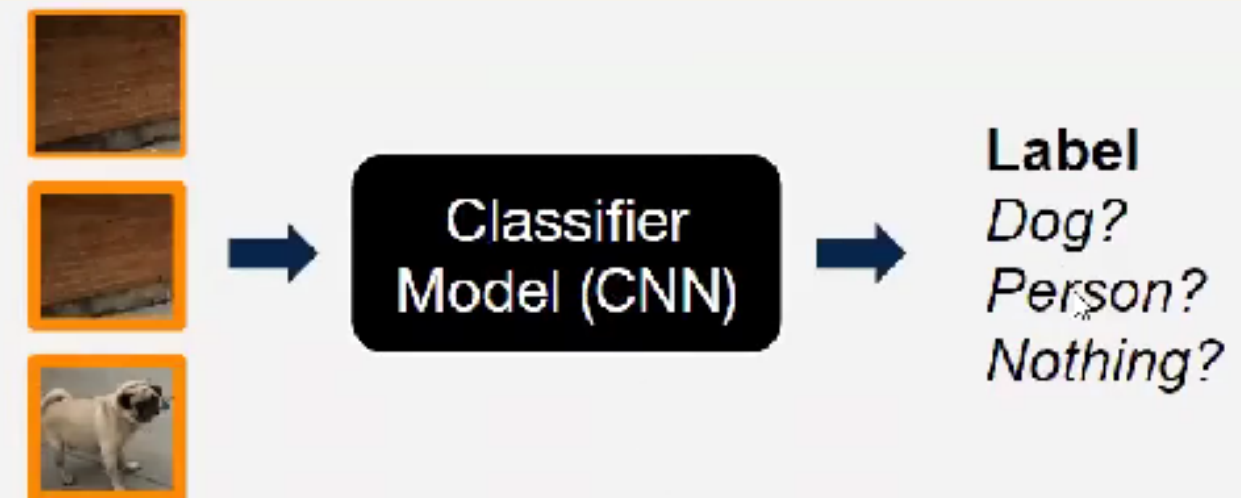 Classifier
Model (CNN)
Label
Dog?
Person?
Nothing?